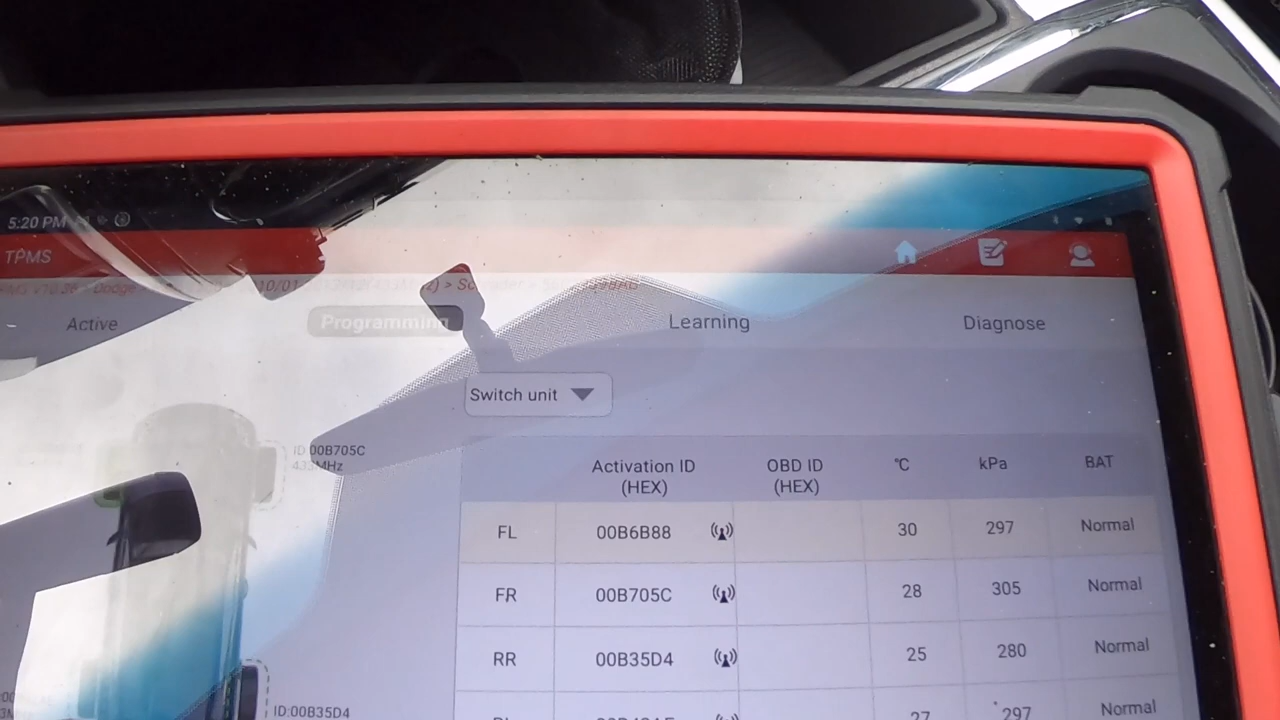 5:20 PM
TPMS
Active Programming Learning Diagnose
Switch unit
ID 00B705C
433MHz
Activation ID (HEX) OBD ID (HEX) ℃ kPa BAT
FL 00B6B88 30 297 Normal
FR 00B705C 28 305 Normal
RR 00B35D4 25 280 Normal
27 297 Normal
ID:00B35D4